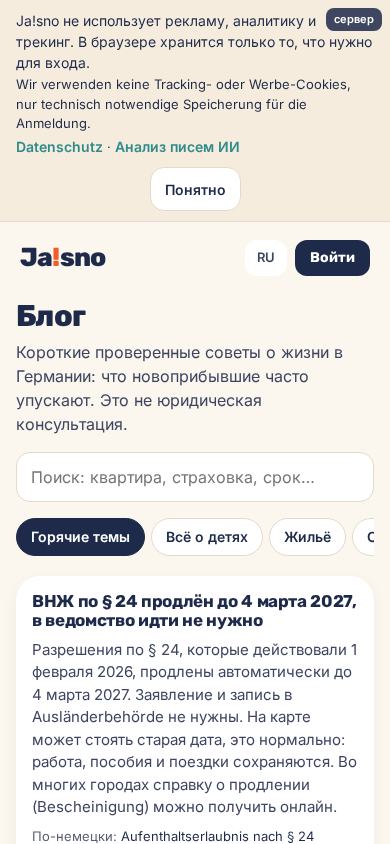 Ja!sno не использует рекламу, аналитику и
сервер
трекинг. В браузере хранится только то, что нужно
для входа.
Wir verwenden keine Tracking- oder Werbe-Cookies,
nur technisch notwendige Speicherung für die
Anmeldung.
Datenschutz · Анализ писем ИИ
Понятно
Ja!sno
RU
Войти
Блог
Короткие проверенные советы о жизни в
Германии: что новоприбывшие часто
упускают. Это не юридическая
консультация.
Поиск: квартира, страховка, срок...
Горячие темы
Всё о детях
Жильё
ВНЖ по § 24 продлён до 4 марта 2027,
в ведомство идти не нужно
Разрешения по § 24, которые действовали 1
февраля 2026, продлены автоматически до
4 марта 2027. Заявление и запись в
Ausländerbehörde не нужны. На карте
может стоять старая дата, это нормально:
работа, пособия и поездки сохраняются. Во
многих городах справку о продлении
(Bescheinigung) можно получить онлайн.
По-немецки: Aufenthaltserlaubnis nach § 24